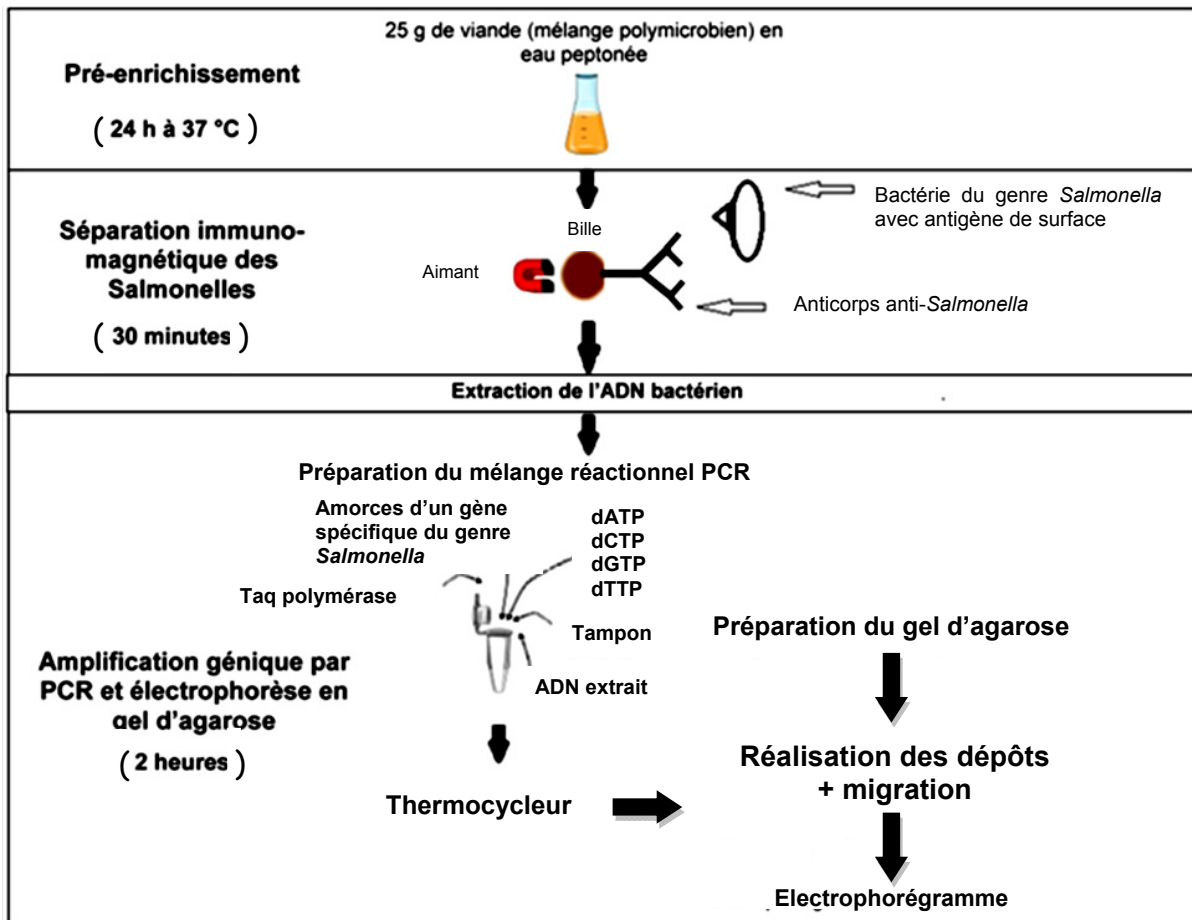 25 g de viande (mélange polymicrobien) en
eau peptonée
Pré-enrichissement
( 24 h à 37 °C )
Bactérie du genre Salmonella
avec antigène de surface
Bille
Séparation immuno-
magnétique des
Salmonelles
( 30 minutes )
Aimant
Anticorps anti-Salmonella
Extraction de l'ADN bactérien
Préparation du mélange réactionnel PCR
Amorces d'un gène
spécifique du genre
Salmonella
dATP
dCTP
dGTP
dTTP
Taq polymérase
Tampon
ADN extrait
Amplification génique par
PCR et électrophorèse en
gel d'agarose
( 2 heures )
Thermocycleur
Préparation du gel d'agarose
Réalisation des dépôts
+ migration
Electrophorégramme